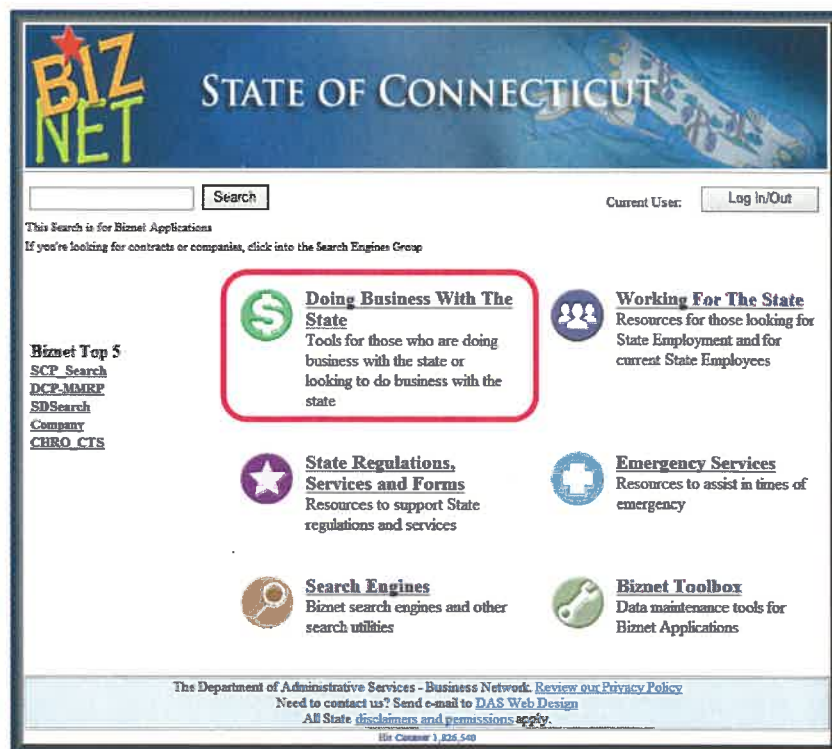 BIZ
NET
STATE OF CONNECTICUT
Search
Current User:
Log In/Out
This Search is for Biznet Applications
If you're looking for contracts or companies, click into the Search Engines Group
Doing Business With The
State
Tools for those who are doing
business with the state or
looking to do business with the
state
Working For The State
Resources for those looking for
State Employment and for
current State Employees
Biznet Top 5
SCP_Search
DCP-MMRP
SDSearch
Company
CHRO_CTS
State Regulations,
Services and Forms
Resources to support State
regulations and services
Emergency Services
Resources to assist in times of
emergency
Search Engines
Biznet search engines and other
search utilities
Biznet Toolbox
Data maintenance tools for
Biznet Applications
The Department of Administrative Services - Business Network. Review our Privacy Policy
Need to contact us? Send e-mail to DAS Web Design
All State disclaimers and permissions apply.
Hit Counter 1,826,540